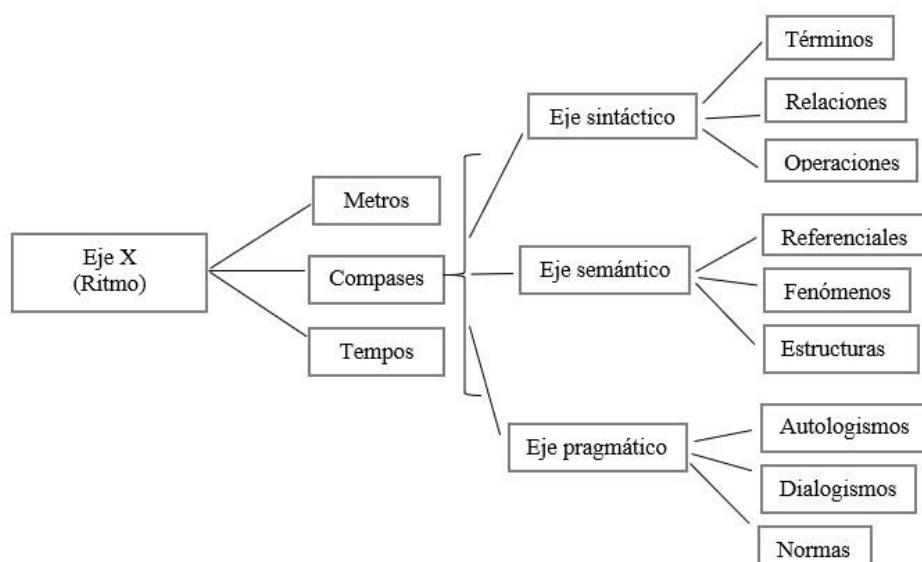 Eje X
(Ritmo)
Metros
Compases
Tempos
Eje sintáctico
Términos
Relaciones
Operaciones
Eje semántico
Referenciales
Fenómenos
Estructuras
Eje pragmático
Autologismos
Dialogismos
Normas